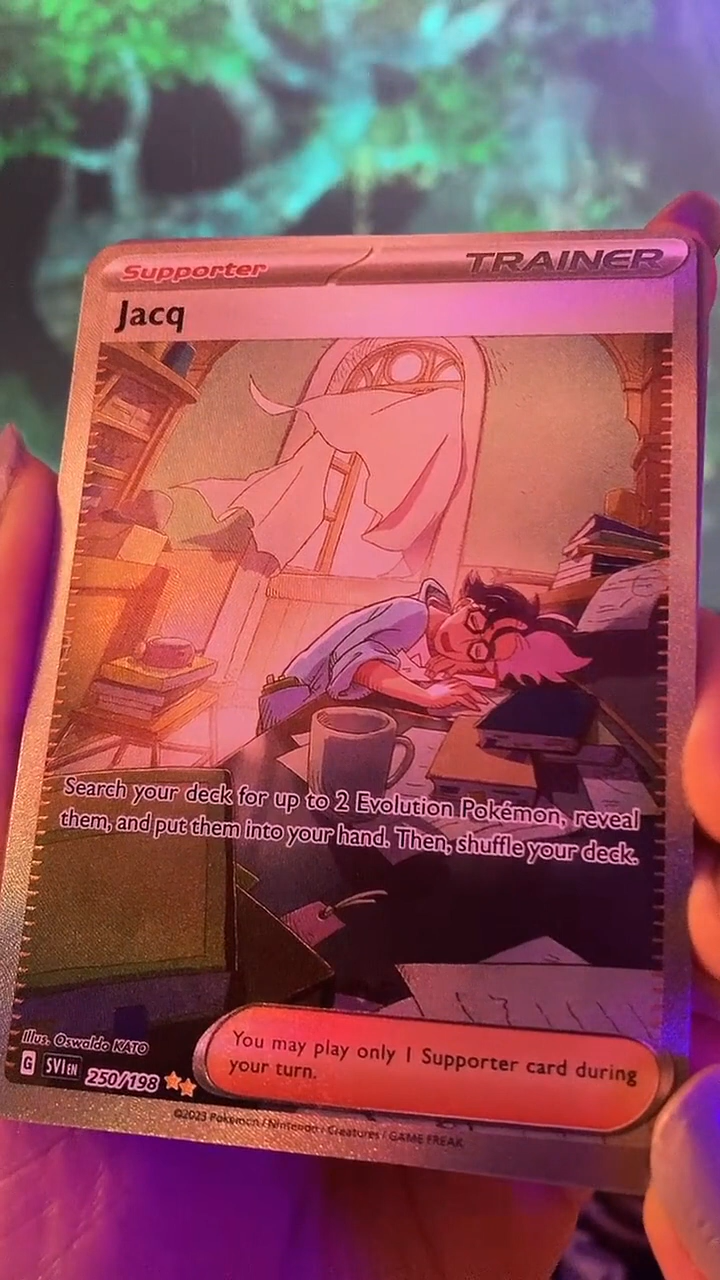 Supporter
TRAINER
Jacq
Search your deck for up to 2 Evolution Pokémon, reveal
them, and put them into your hand. Then, shuffle your deck.
You may play only 1 Supporter card during
your turn.
Illus. Oswaldo KATO
G SVI EN 250/198
©2023 Pokémon / Nintendo / Creatures / GAME FREAK